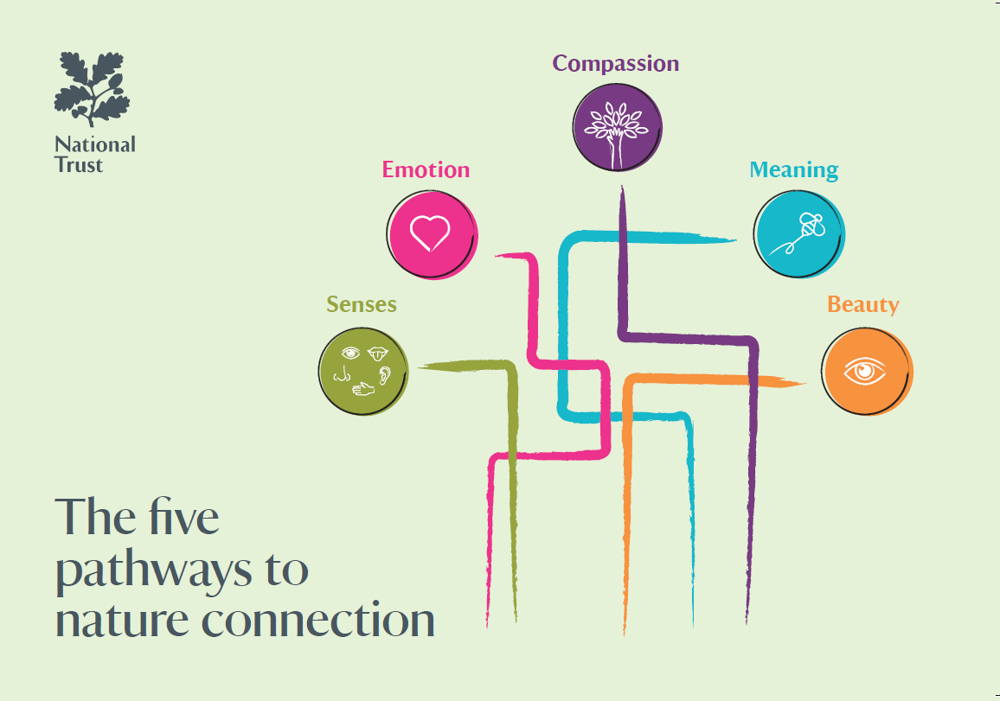 National
Trust
Compassion
Emotion
Meaning
Senses
Beauty
The five
pathways to
nature connection